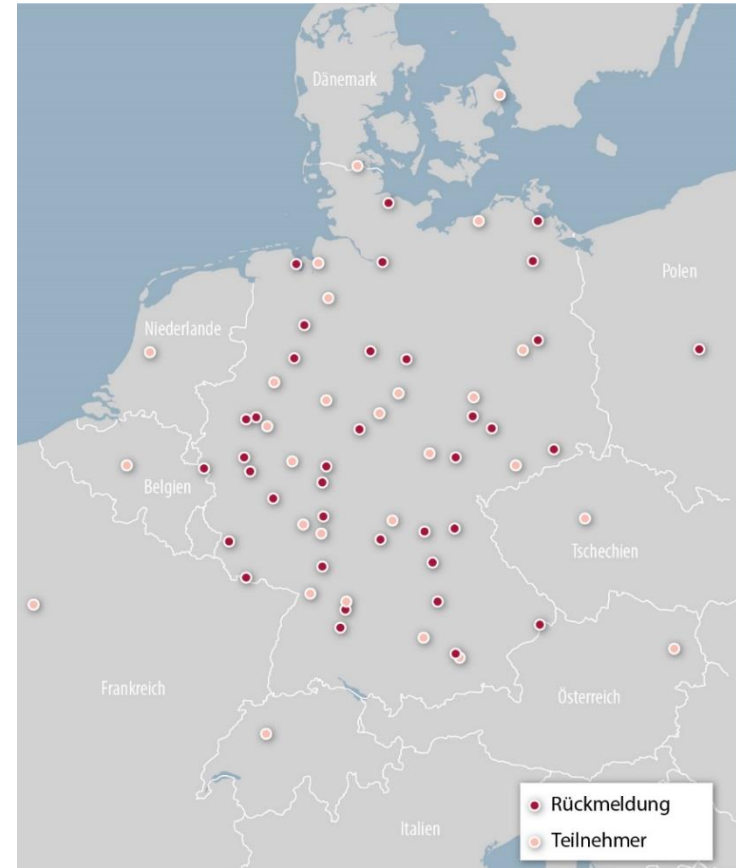 Dänemark
Polen
Niederlande
Belgien
Tschechien
Frankreich
Österreich
Italien
Rückmeldung
Teilnehmer